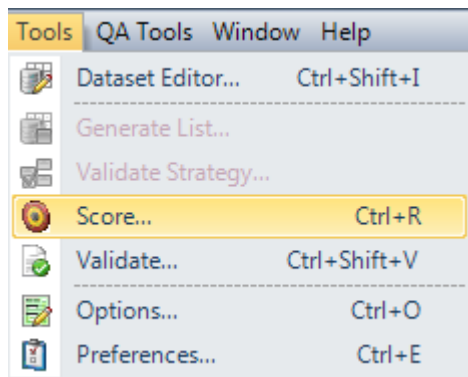 Tools QA Tools Window Help
Dataset Editor... Ctrl+Shift+I
Generate List...
Validate Strategy...
Score... Ctrl+R
Validate... Ctrl+Shift+V
Options... Ctrl+O
Preferences... Ctrl+E